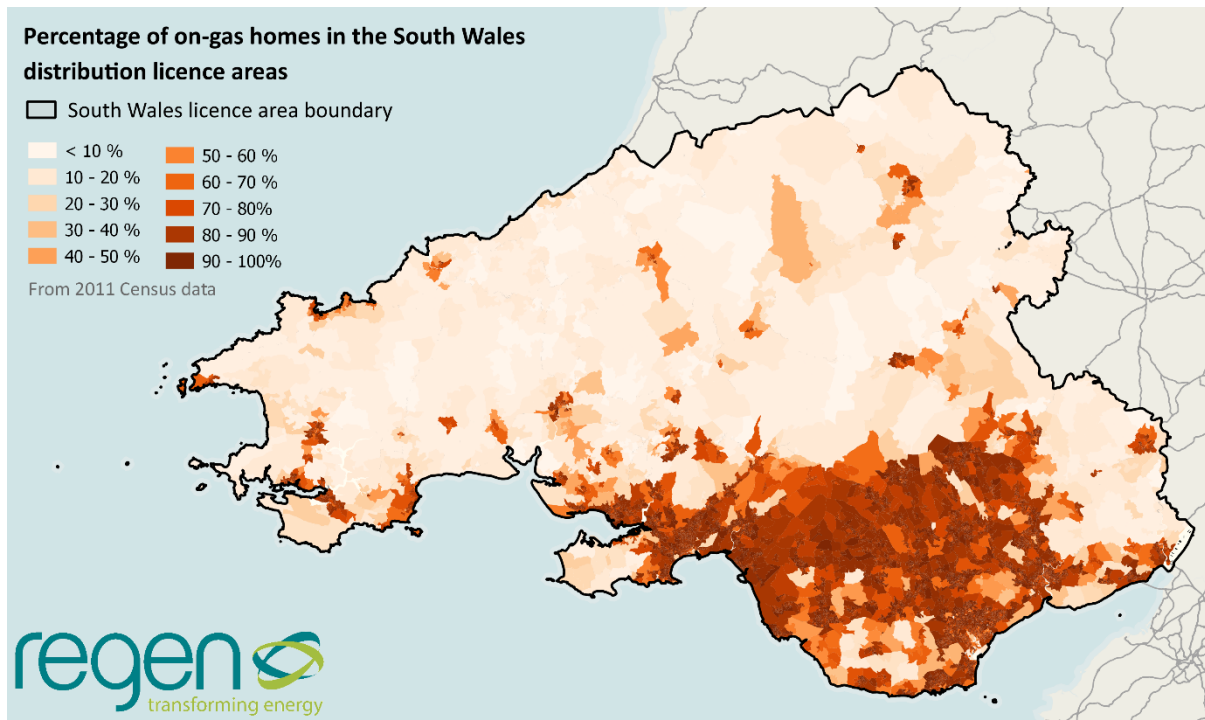 Percentage of on-gas homes in the South Wales
distribution licence areas
South Wales licence area boundary
< 10 %
10 - 20 %
20 - 30 %
30 - 40 %
40 - 50 %
50 - 60 %
60 - 70 %
70 - 80%
80 - 90 %
90 - 100%
From 2011 Census data
regen
transforming energy